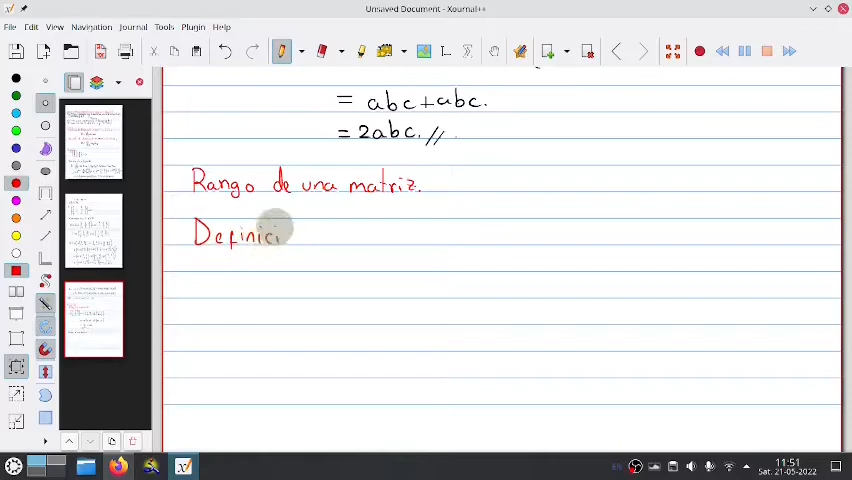 Unsaved Document - Xournal++
File Edit View Navigation Journal Tools Plugin Help
= abc+abc.
= 2abc.//
Rango de una matriz.
Definici
EN
11:51
Sat. 21-05-2022